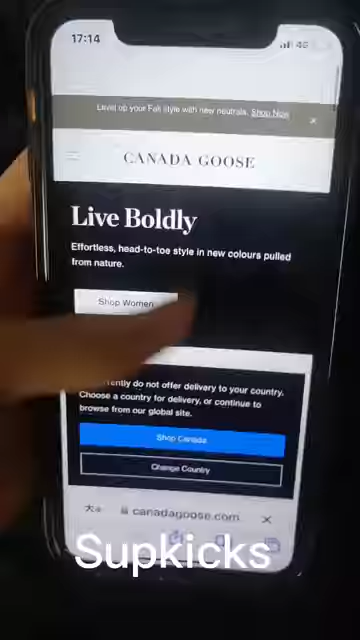 17:14
4G
Level up your Fall style with new neutrals. Shop Now
CANADA GOOSE
Live Boldly
Effortless, head-to-toe style in new colours pulled
from nature.
Shop Women
do not offer delivery to your country.
Choose a country for delivery, or continue to
browse from our global site.
Shop Canada
Change Country
canadagoose.com
Supkicks